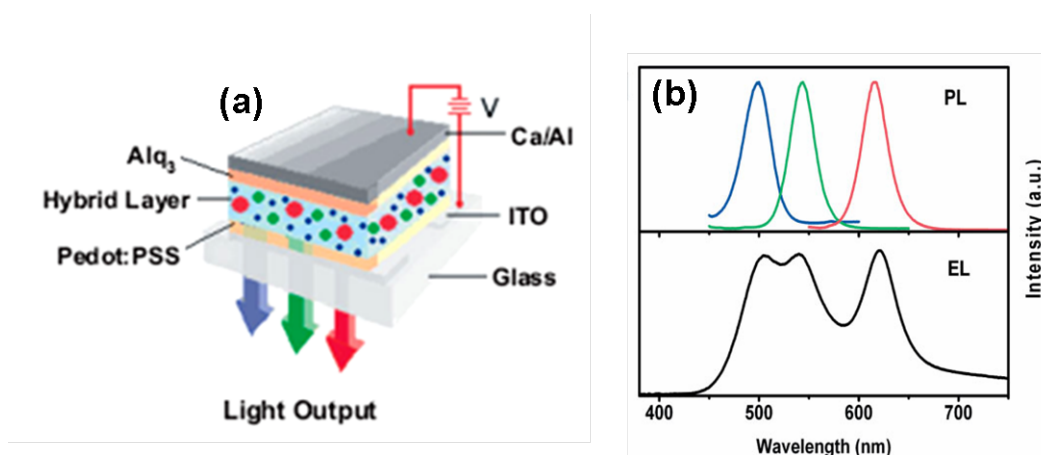 (a)
V
Ca/Al
Alq3
Hybrid Layer
ITO
Pedot:PSS
Glass
Light Output
(b)
PL
EL
Intensity (a.u.)
400 500 600 700
Wavelength (nm)